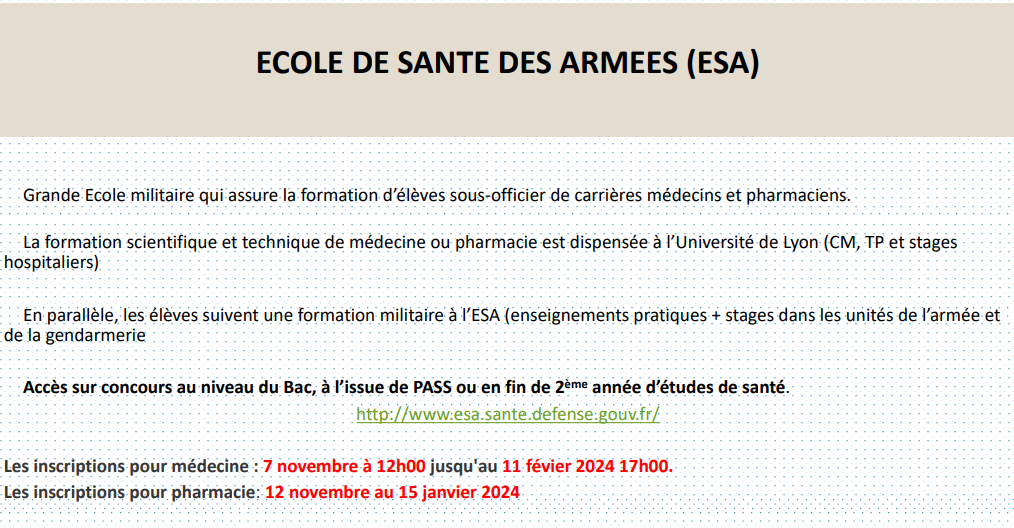 ECOLE DE SANTE DES ARMEES (ESA)
Grande Ecole militaire qui assure la formation d’élèves sous-officier de carrières médecins et pharmaciens.
La formation scientifique et technique de médecine ou pharmacie est dispensée à l’Université de Lyon (CM, TP et stages
hospitaliers)
En parallèle, les élèves suivent une formation militaire à l’ESA (enseignements pratiques + stages dans les unités de l’armée et
de la gendarmerie
Accès sur concours au niveau du Bac, à l’issue de PASS ou en fin de 2ème année d’études de santé.
http://www.esa.sante.defense.gouv.fr/
Les inscriptions pour médecine : 7 novembre à 12h00 jusqu'au 11 févier 2024 17h00.
Les inscriptions pour pharmacie: 12 novembre au 15 janvier 2024